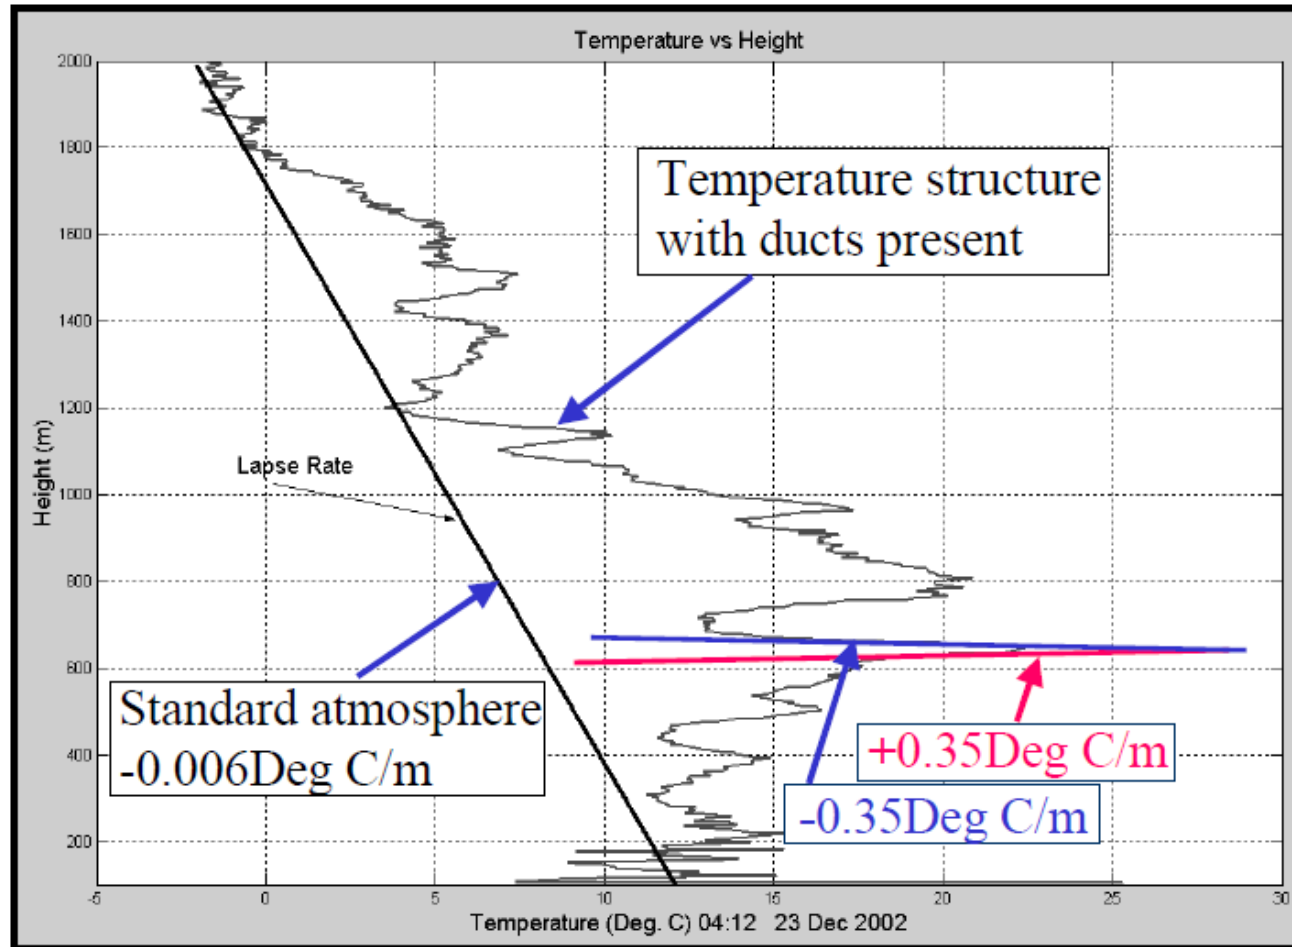 Temperature vs Height
2000
1800
1600
1400
1200
1000
800
600
400
200
Height (m)
Temperature structure
with ducts present
Lapse Rate
Standard atmosphere
-0.006Deg C/m
+0.35Deg C/m
-0.35Deg C/m
-5
0
5
10
15
20
25
30
Temperature (Deg. C) 04:12 23 Dec 2002